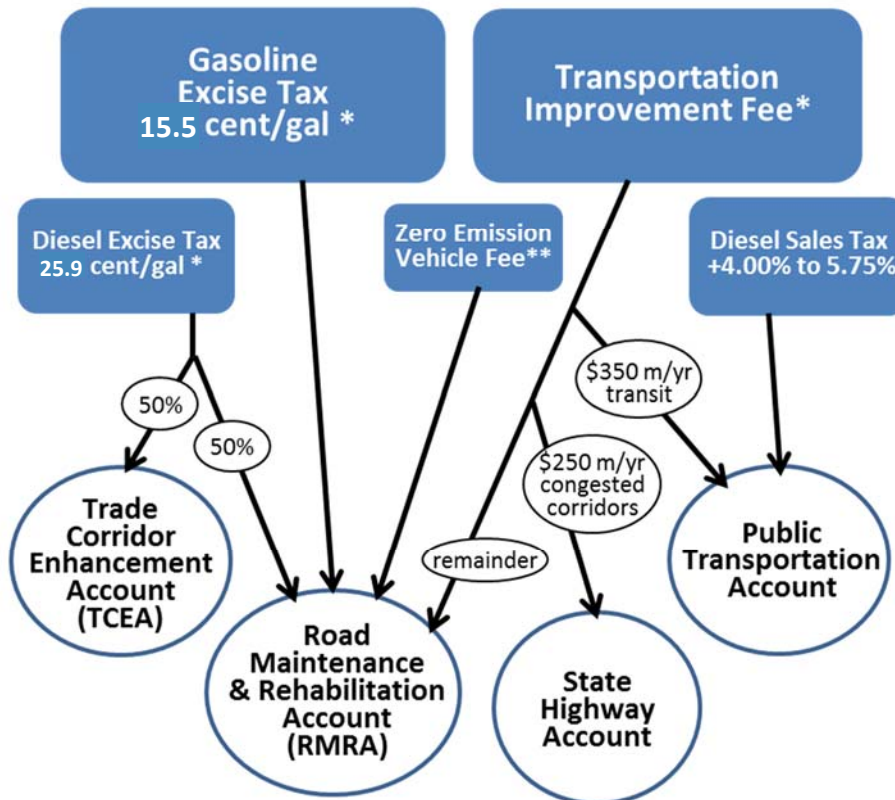 Gasoline
Excise Tax
15.5 cent/gal *
Transportation
Improvement Fee*
Diesel Excise Tax
25.9 cent/gal *
Zero Emission
Vehicle Fee**
Diesel Sales Tax
+4.00% to 5.75%
50%
50%
$350 m/yr
transit
$250 m/yr
congested
corridors
remainder
Trade
Corridor
Enhancement
Account
(TCEA)
Road
Maintenance
& Rehabilitation
Account
(RMRA)
State
Highway
Account
Public
Transportation
Account